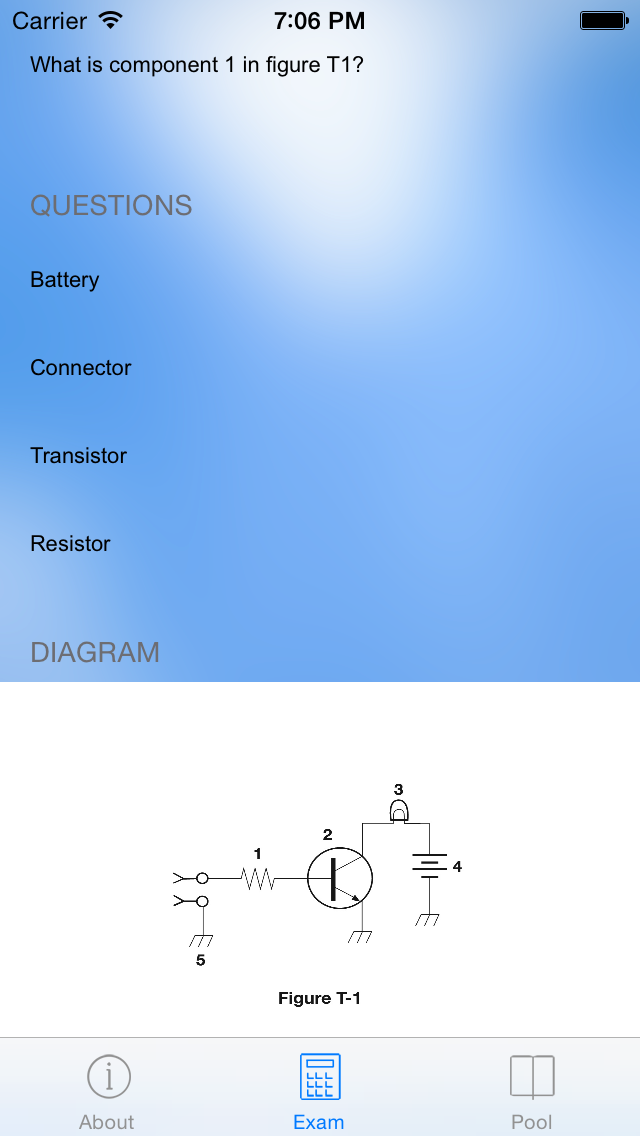 Carrier 7:06 PM
What is component 1 in figure T1?
QUESTIONS
Battery
Connector
Transistor
Resistor
DIAGRAM
3
2
1
4
5
Figure T-1
About Exam Pool